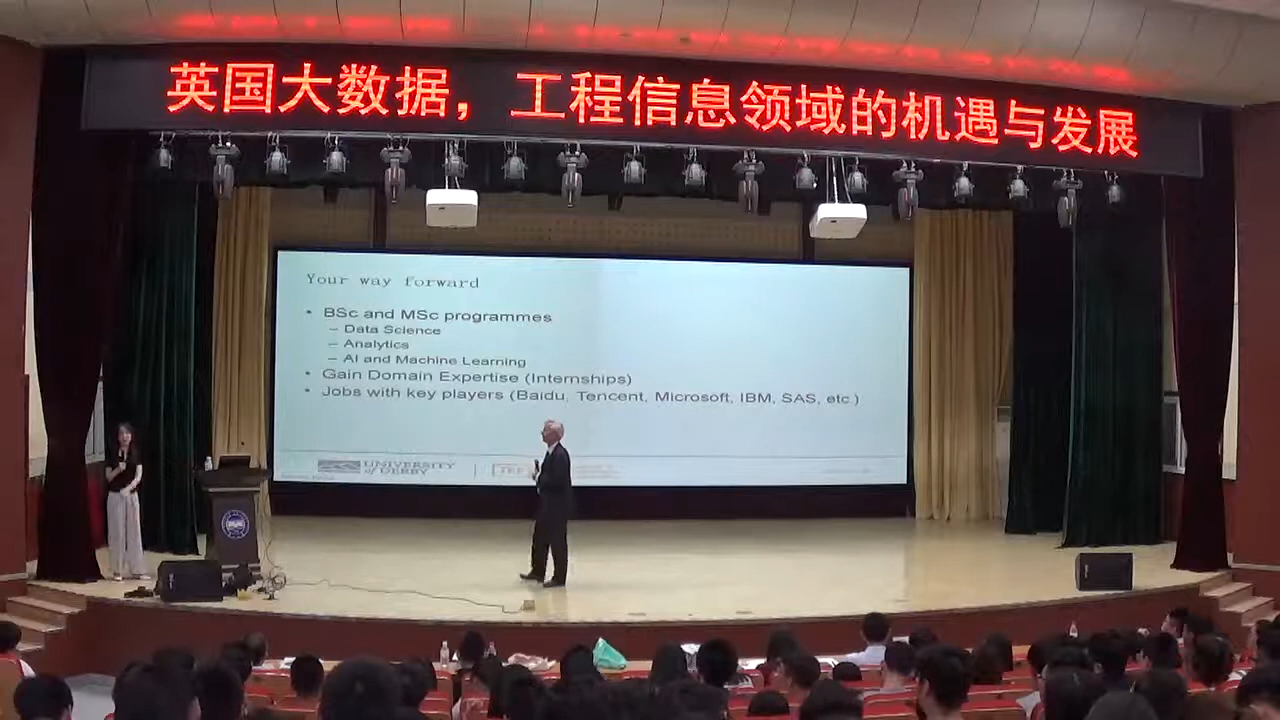 英国大数据，工程信息领域的机遇与发展
Your way forward
• BSc and MSc programmes
– Data Science
– Analytics
– AI and Machine Learning
• Gain Domain Expertise (Internships)
• Jobs with key players (Baidu, Tencent, Microsoft, IBM, SAS, etc.)
UNIVERSITY
of DERBY